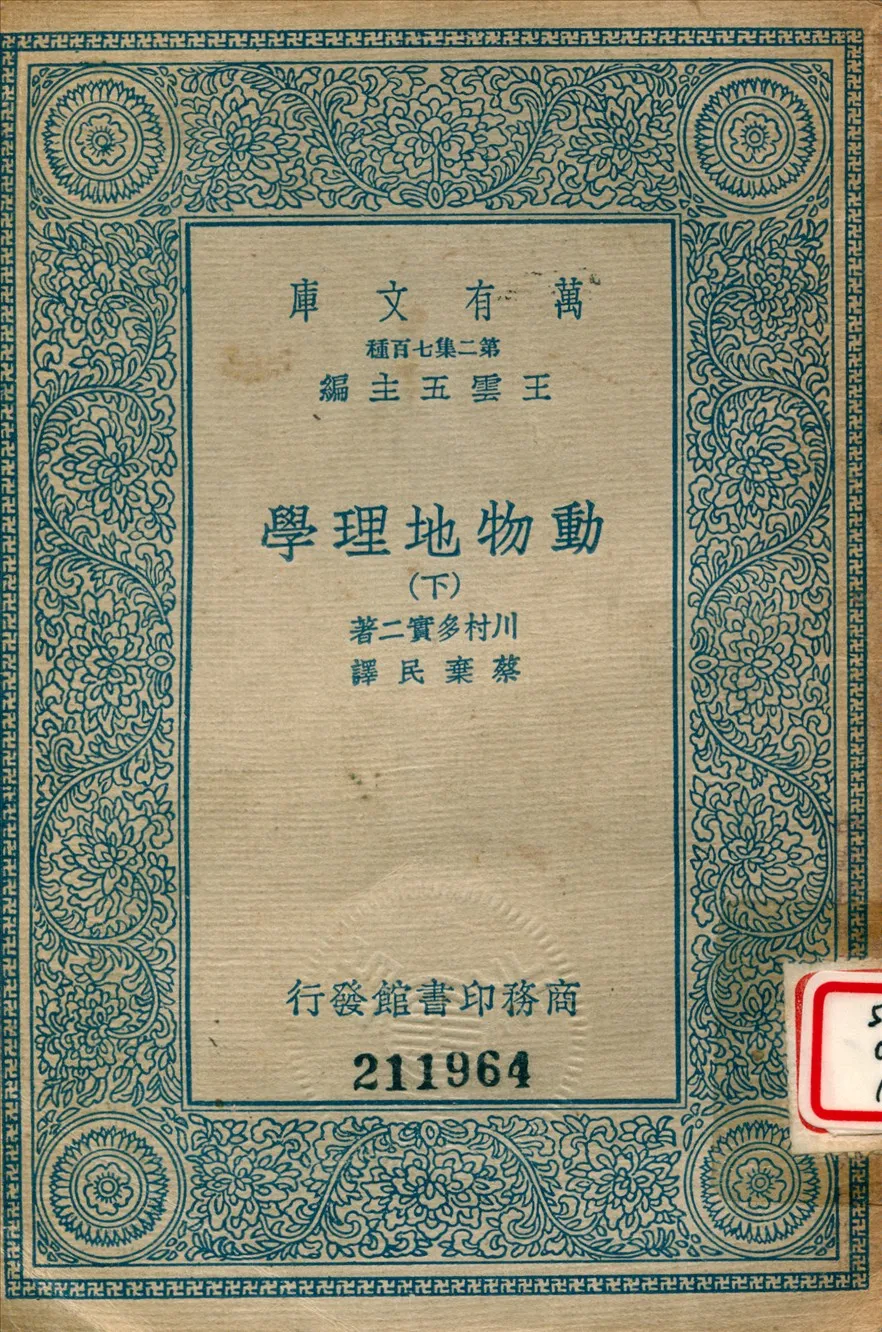 萬有文庫
第二集七百種
王雲五主編
動物地理學
(下)
川村多實二著
蔡棄民譯
商務印書館發行
211964